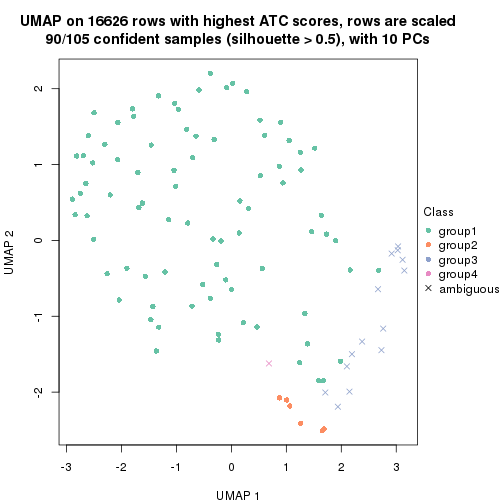 UMAP on 16626 rows with highest ATC scores, rows are scaled
90/105 confident samples (silhouette > 0.5), with 10 PCs
2
1
0
-1
-2
UMAP 2
-3
-2
-1
0
1
2
3
UMAP 1
Class
group1
group2
group3
group4
ambiguous